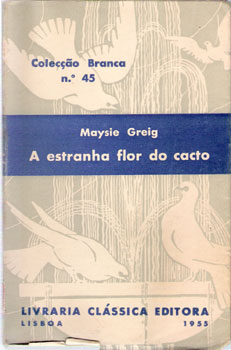 Colecção Branca
n.º 45
Maysie Greig
A estranha flor do cacto
LIVRARIA CLÁSSICA EDITORA
LISBOA 1955